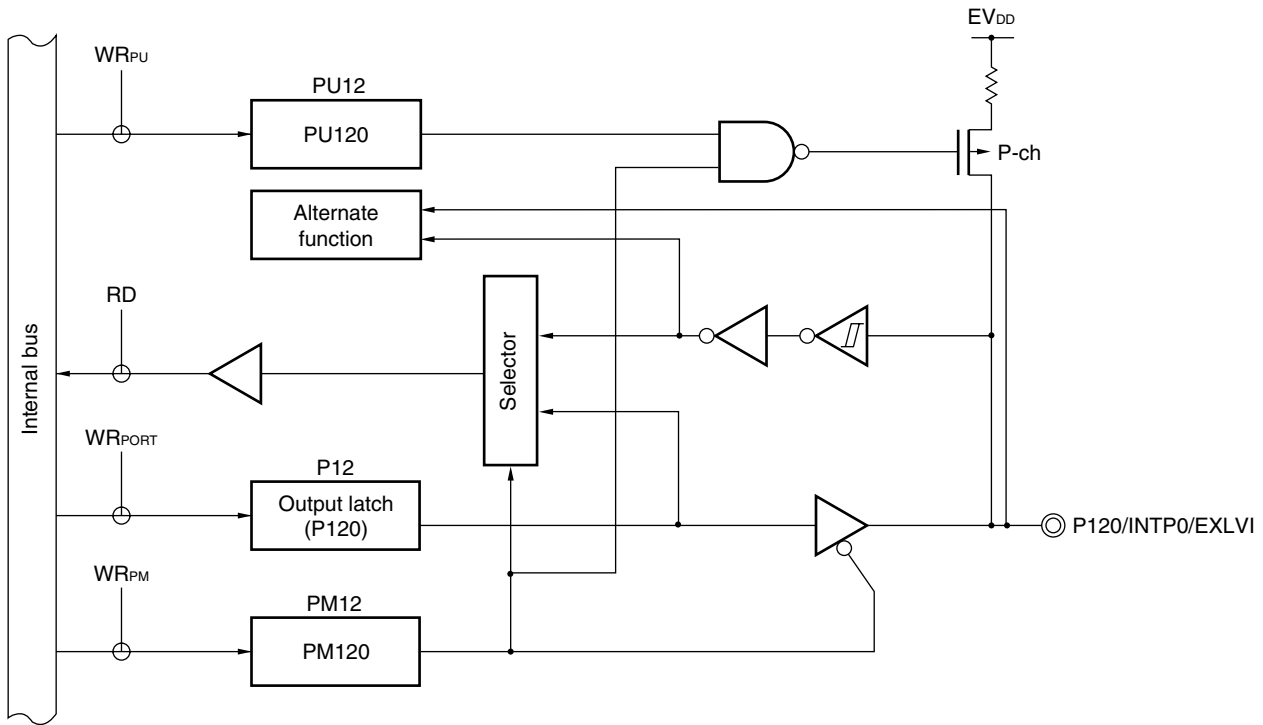 EVDD
WRPU
PU12
PU120
P-ch
Alternate
function
RD
Selector
Internal bus
WRPORT
P12
Output latch
(P120)
P120/INTP0/EXLVI
WRPM
PM12
PM120